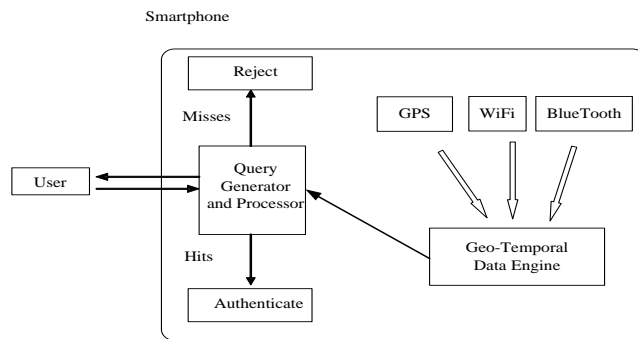 Smartphone
Reject
GPS
WiFi
BlueTooth
Misses
User
Query
Generator
and Processor
Hits
Geo-Temporal
Data Engine
Authenticate